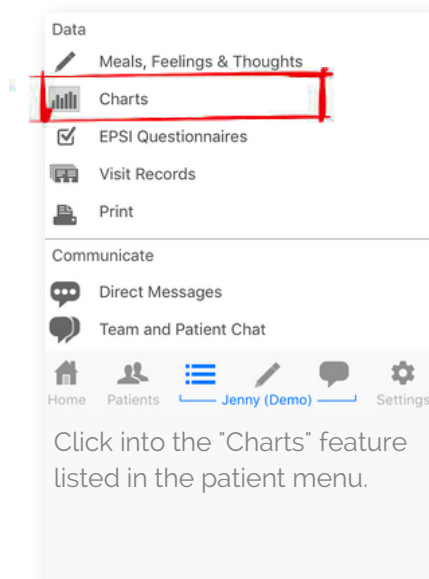 Data
Meals, Feelings & Thoughts
Charts
EPSI Questionnaires
Visit Records
Print
Communicate
Direct Messages
Team and Patient Chat
Home Patients Jenny (Demo) Settings
Click into the "Charts" feature
listed in the patient menu.